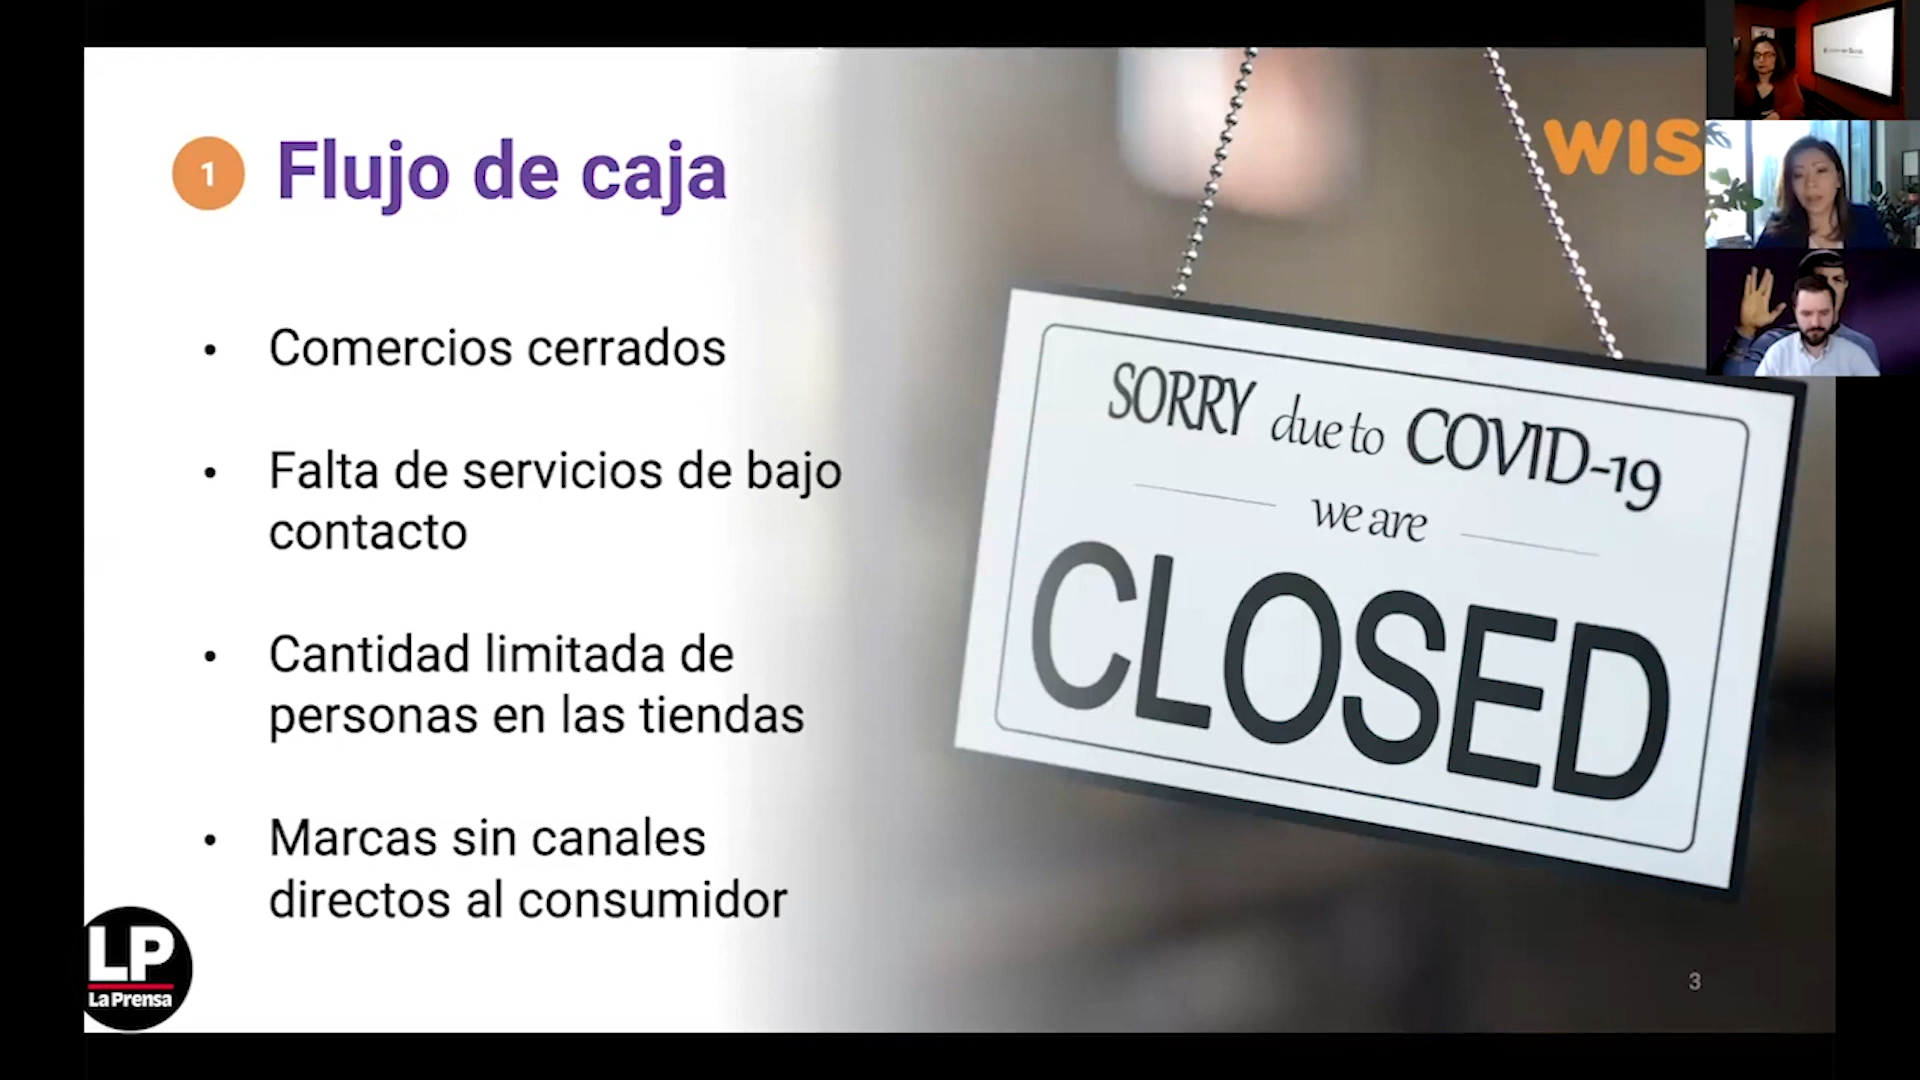 1 Flujo de caja
• Comercios cerrados
• Falta de servicios de bajo
contacto
• Cantidad limitada de
personas en las tiendas
• Marcas sin canales
directos al consumidor
WIS
SORRY due to COVID-19
we are
CLOSED
LP
La Prensa
3